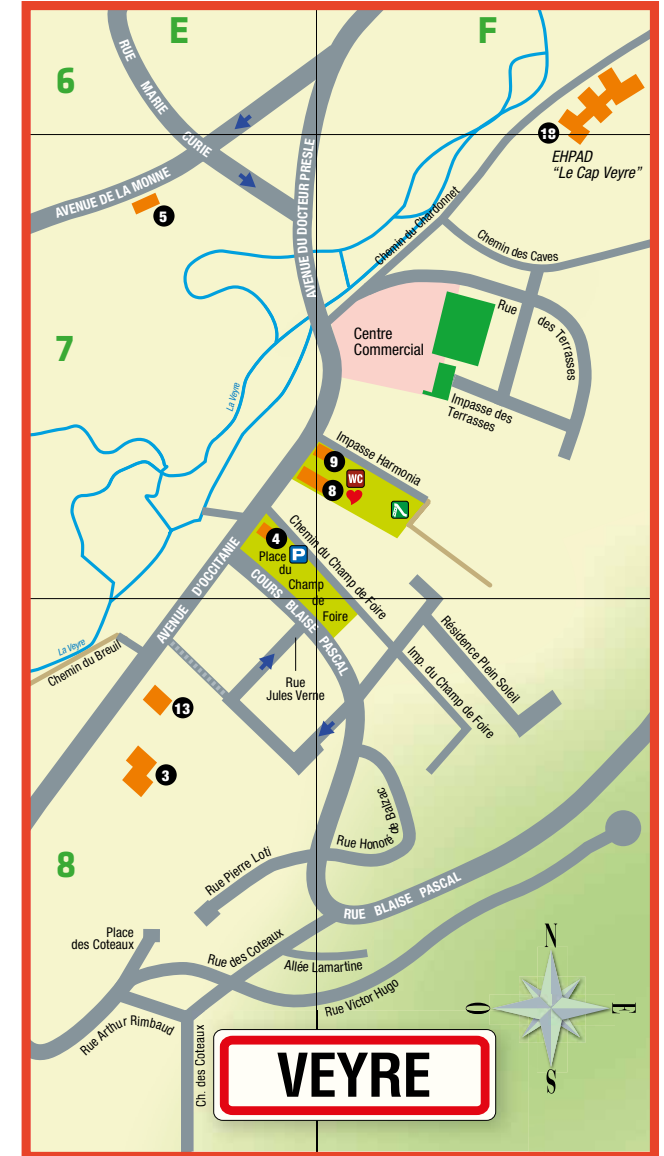 E
F
6
RUE MARIE CURIE
18
EHPAD
"Le Cap Veyre"
AVENUE DE LA MONNE
5
AVENUE DU DOCTEUR PRESLE
Chemin du Chardonnet
Chemin des Caves
7
Centre
Commercial
Rue des Terrasses
Impasse des
Terrasses
La Veyre
Impasse Harmonia
9
WC
8
4
P
Place
du
Champ
de
Foire
Chemin du Champ de Foire
AVENUE D'OCCITANIE
COURS BLAISE PASCAL
La Veyre
Chemin du Breuil
Rue
Jules Verne
Résidence Plein Soleil
Imp. du Champ de Foire
13
3
Rue Honoré de Balzac
8
Rue Pierre Loti
RUE BLAISE PASCAL
Place
des Coteaux
Rue des Coteaux
Allée Lamartine
Rue Victor Hugo
Rue Arthur Rimbaud
Ch. des Coteaux
N
O
E
S
VEYRE